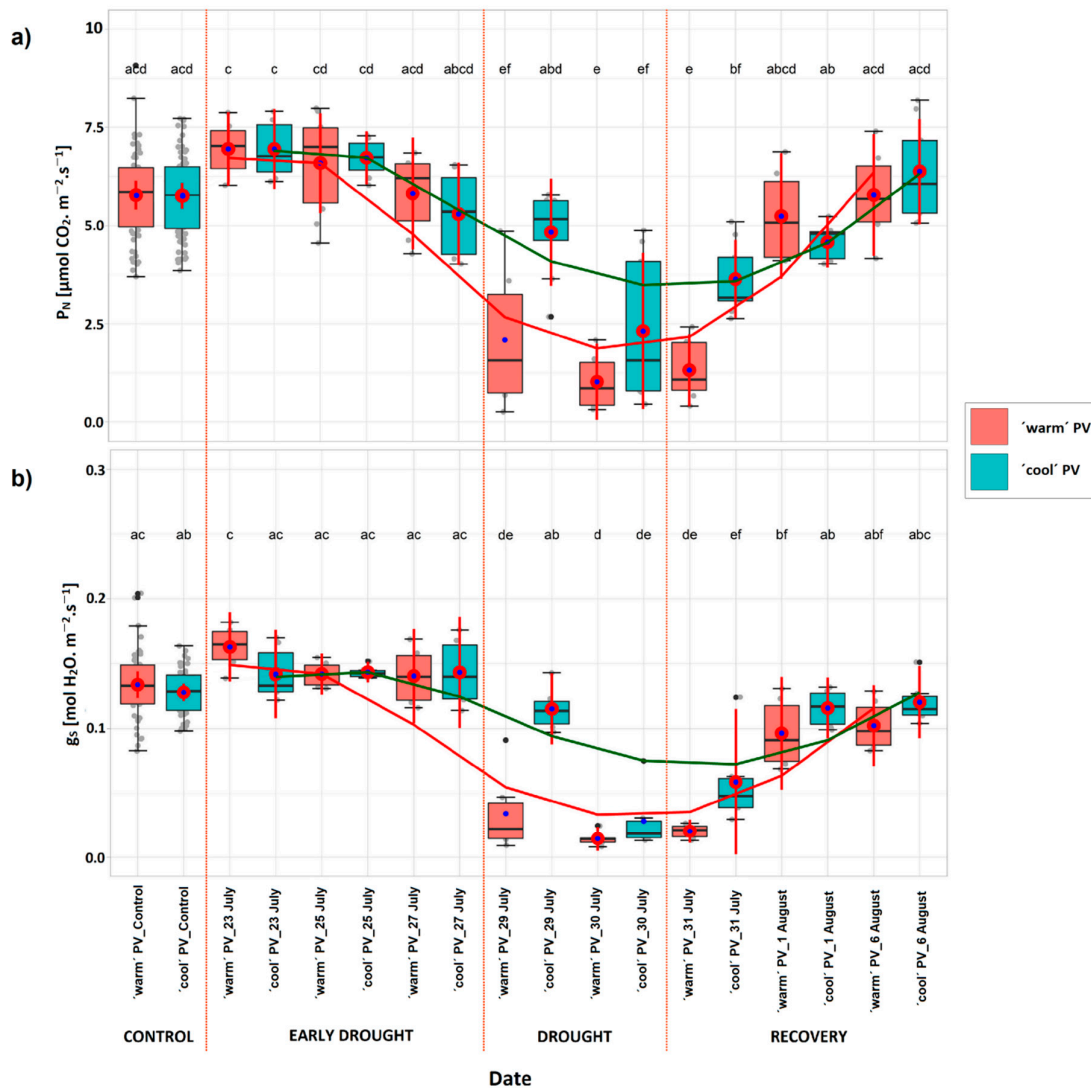 a)
10
7.5
5.0
2.5
0.0
P_N [µmol CO₂. m⁻².s⁻¹]
acd acd c c cd cd acd abcd ef abd e ef e bf abcd ab acd acd
´warm´ PV
´cool´ PV
b)
0.3
0.2
0.1
0.0
g_s [mol H₂O. m⁻².s⁻¹]
ac ab c ac ac ac ac ac de ab d de de ef bf ab abf abc
´warm´ PV_Control
´cool´ PV_Control
´warm´ PV_23 July
´cool´ PV_23 July
´warm´ PV_25 July
´cool´ PV_25 July
´warm´ PV_27 July
´cool´ PV_27 July
´warm´ PV_29 July
´cool´ PV_29 July
´warm´ PV_30 July
´cool´ PV_30 July
´warm´ PV_31 July
´cool´ PV_31 July
´warm´ PV_1 August
´cool´ PV_1 August
´warm´ PV_6 August
´cool´ PV_6 August
CONTROL EARLY DROUGHT DROUGHT RECOVERY
Date